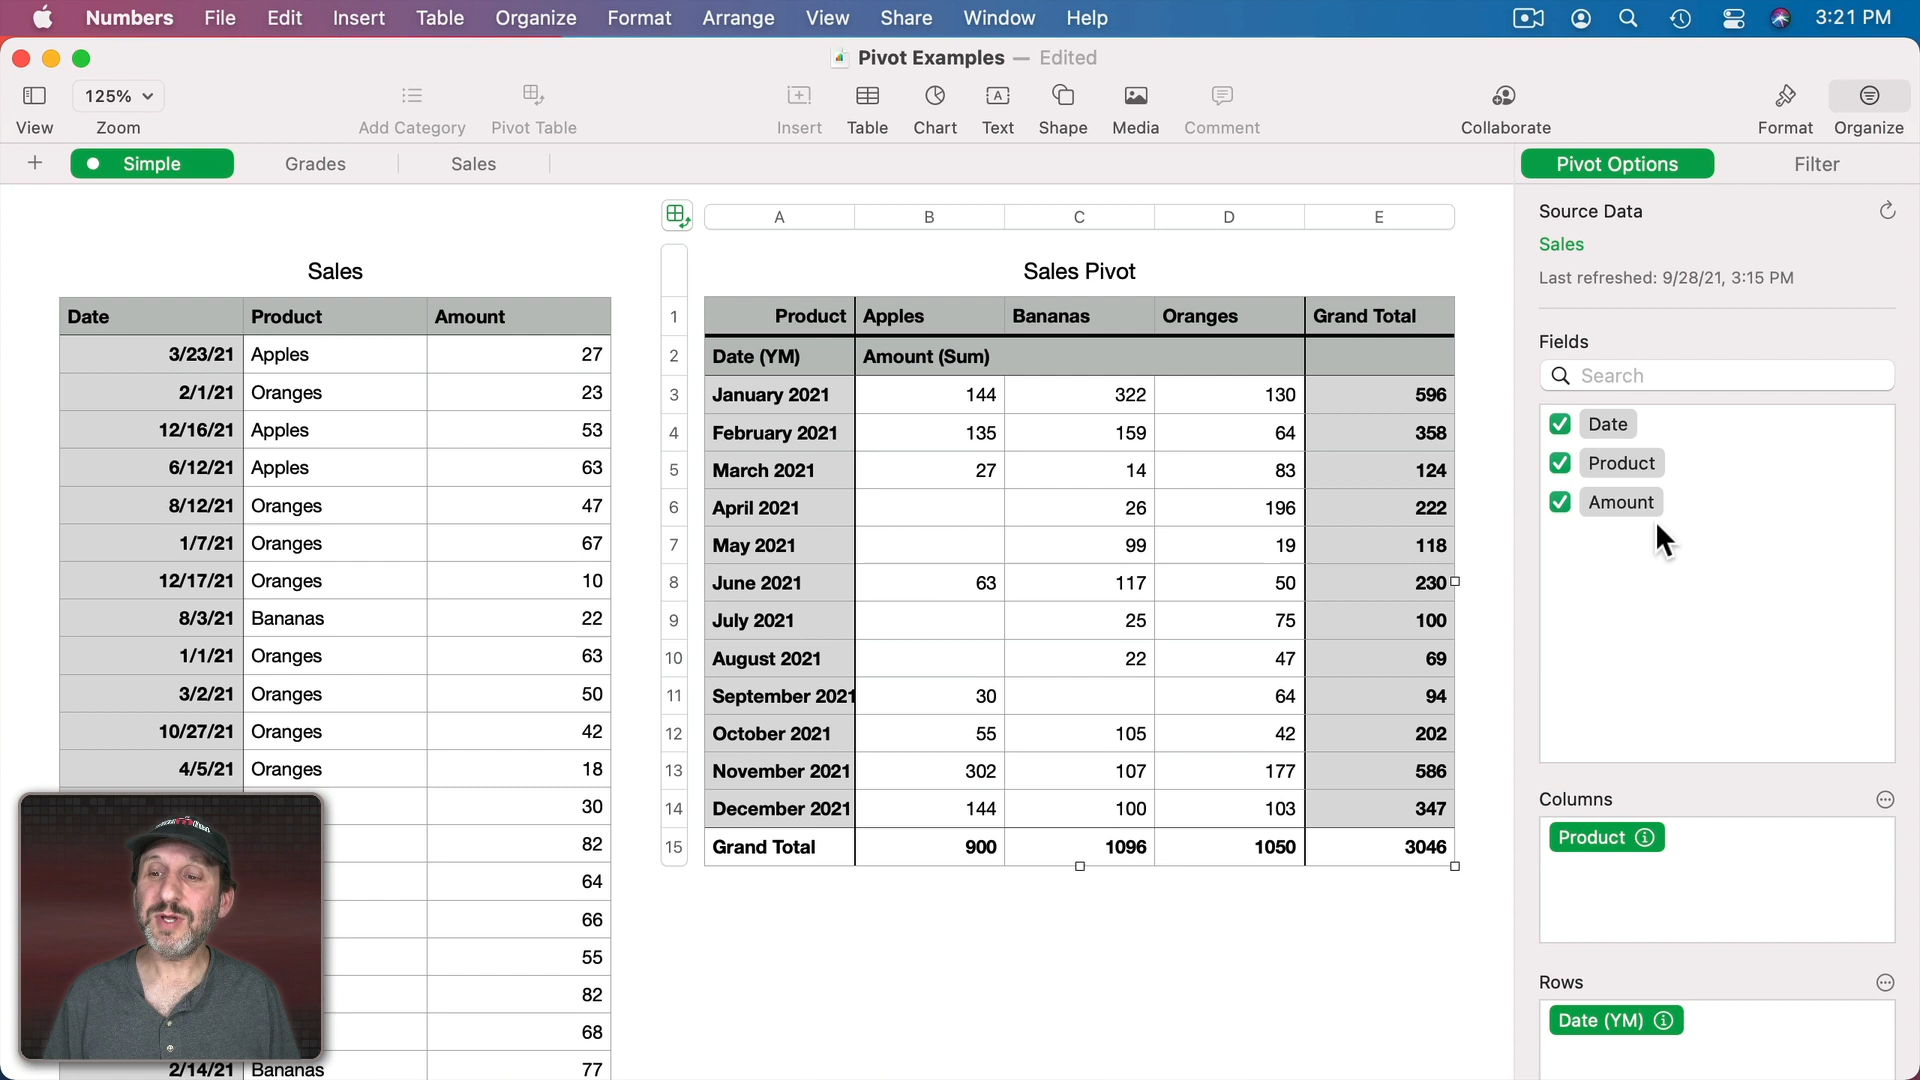 Numbers File Edit Insert Table Organize Format Arrange View Share Window Help 3:21 PM
Pivot Examples — Edited
125%
View Zoom Add Category Pivot Table Insert Table Chart Text Shape Media Comment Collaborate Format Organize
+ Simple Grades Sales Pivot Options Filter
A B C D E
Sales
Date Product Amount
3/23/21 Apples 27
2/1/21 Oranges 23
12/16/21 Apples 53
6/12/21 Apples 63
8/12/21 Oranges 47
1/7/21 Oranges 67
12/17/21 Oranges 10
8/3/21 Bananas 22
1/1/21 Oranges 63
3/2/21 Oranges 50
10/27/21 Oranges 42
4/5/21 Oranges 18
30
82
64
66
55
82
68
2/14/21 Bananas 77
Sales Pivot
1 Product Apples Bananas Oranges Grand Total
2 Date (YM) Amount (Sum)
3 January 2021 144 322 130 596
4 February 2021 135 159 64 358
5 March 2021 27 14 83 124
6 April 2021 26 196 222
7 May 2021 99 19 118
8 June 2021 63 117 50 230
9 July 2021 25 75 100
10 August 2021 22 47 69
11 September 2021 30 64 94
12 October 2021 55 105 42 202
13 November 2021 302 107 177 586
14 December 2021 144 100 103 347
15 Grand Total 900 1096 1050 3046
Source Data
Sales
Last refreshed: 9/28/21, 3:15 PM
Fields
Search
Date
Product
Amount
Columns
Product
Rows
Date (YM)